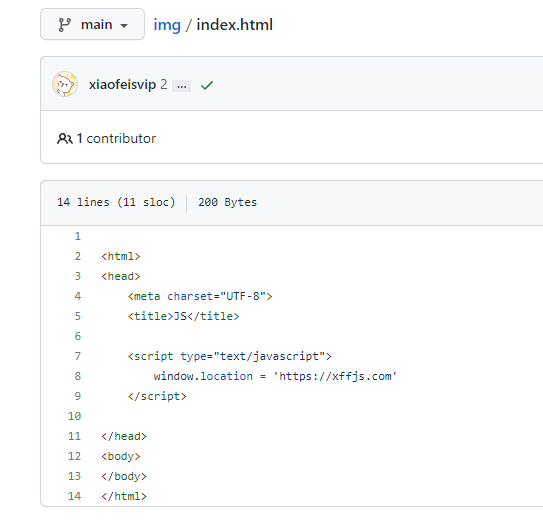 main
img / index.html
xiaofeisvip 2 ...
1 contributor
14 lines (11 sloc) 200 Bytes
1
2 <html>
3 <head>
4 <meta charset="UTF-8">
5 <title>JS</title>
6
7 <script type="text/javascript">
8 window.location = 'https://xffjs.com'
9 </script>
10
11 </head>
12 <body>
13 </body>
14 </html>